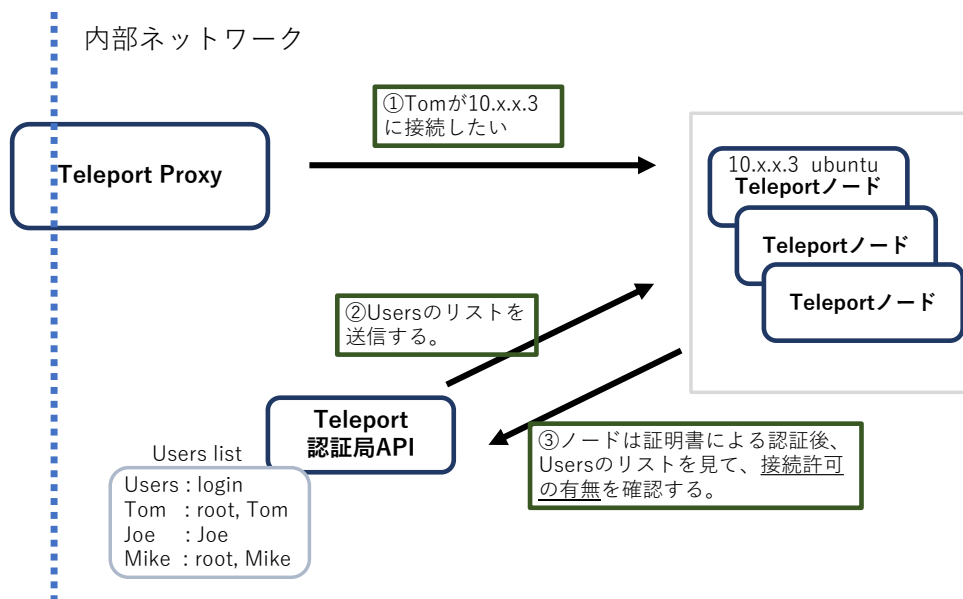 内部ネットワーク
①Tomが10.x.x.3
に接続したい
Teleport Proxy
10.x.x.3 ubuntu
Teleportノード
Teleportノード
Teleportノード
②Usersのリストを
送信する。
Teleport
認証局API
③ノードは証明書による認証後、
Usersのリストを見て、接続許可
の有無を確認する。
Users list
Users : login
Tom : root, Tom
Joe : Joe
Mike : root, Mike